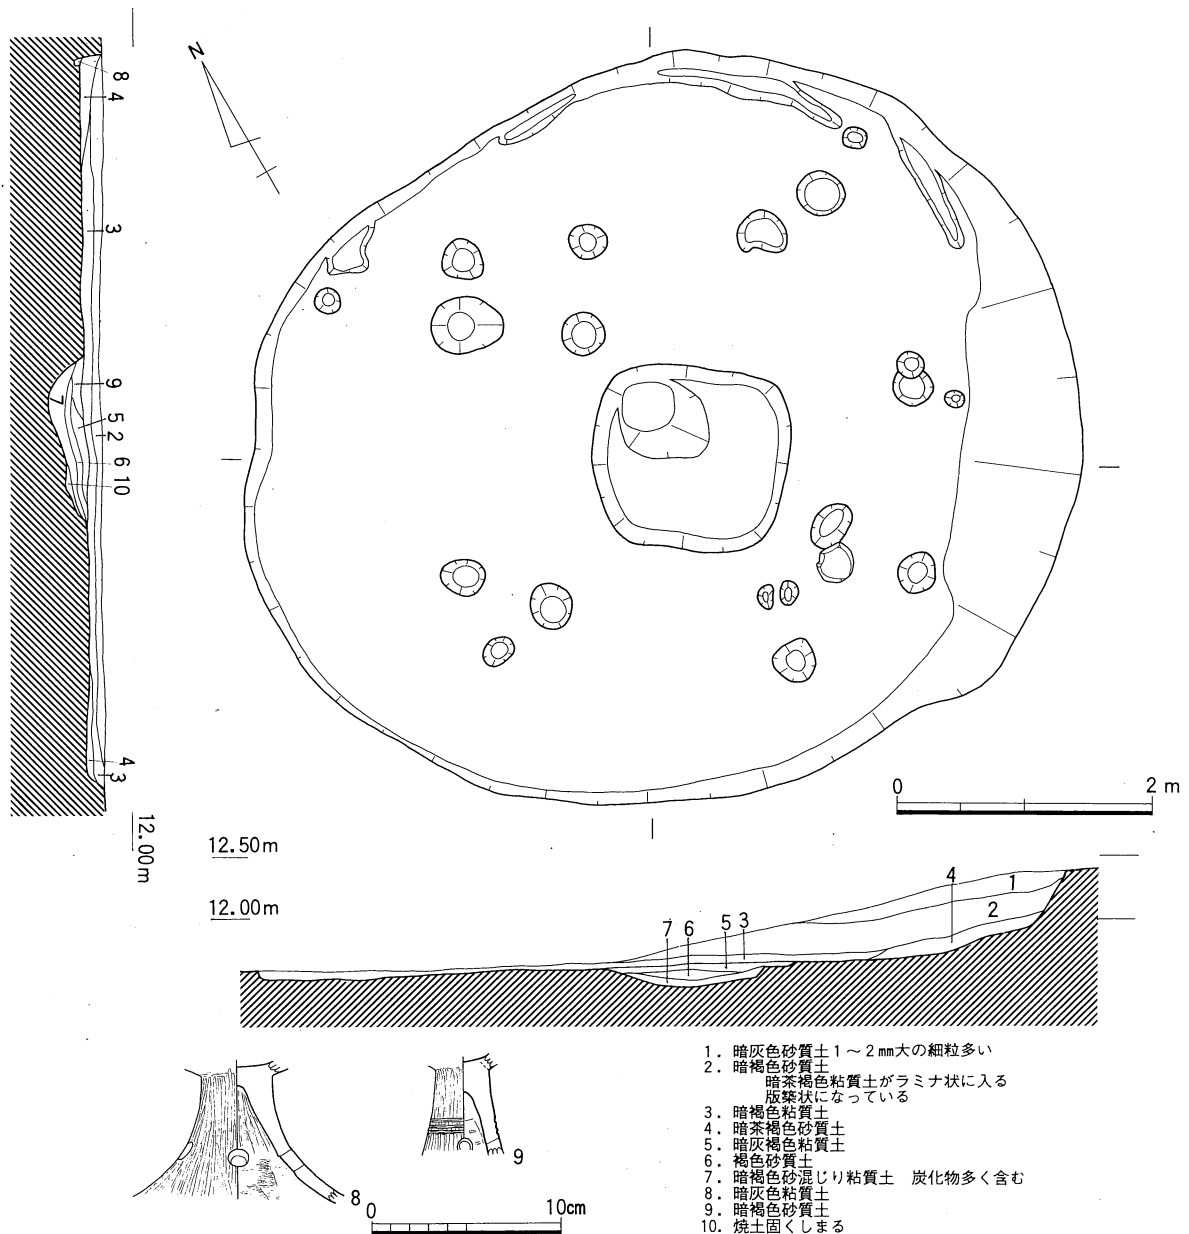 N
8
4
3
9
7
5
2
6
10
4
3
12.00m
0 2 m
12.50m
12.00m
7 6 5 3 4 1
2
8
9
0 10cm
1. 暗灰色砂質土1～2㎜大の細粒多い
2. 暗褐色砂質土
暗茶褐色粘質土がラミナ状に入る
版築状になっている
3. 暗褐色粘質土
4. 暗茶褐色砂質土
5. 暗灰褐色粘質土
6. 褐色砂質土
7. 暗褐色砂混じり粘質土 炭化物多く含む
8. 暗灰色粘質土
9. 暗褐色砂質土
10. 焼土固くしまる